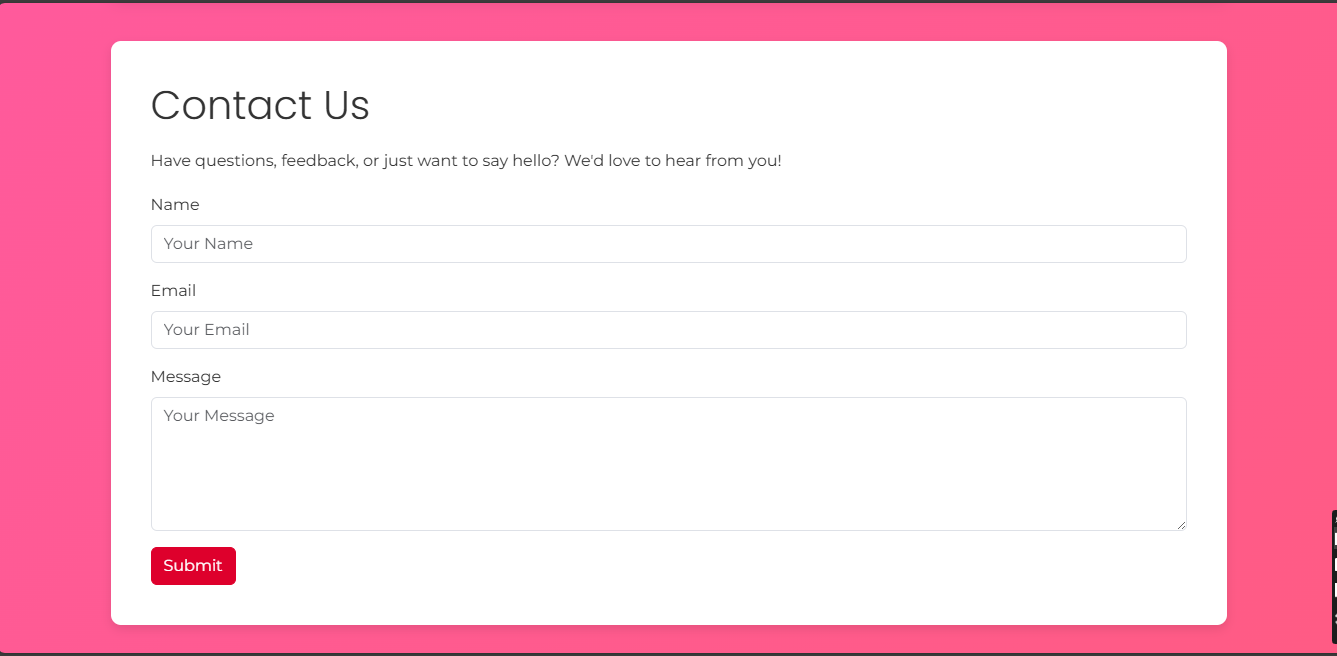 Contact Us
Have questions, feedback, or just want to say hello? We'd love to hear from you!
Name
Your Name
Email
Your Email
Message
Your Message
Submit